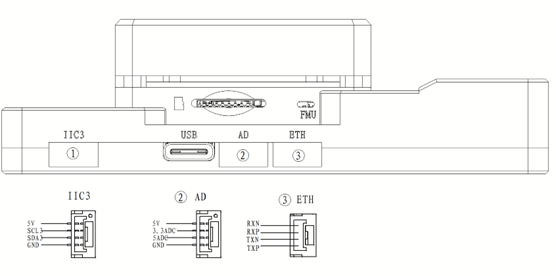 FMU
IIC3 USB AD ETH
① ② ③
IIC3 ② AD ③ ETH
5V
SCL3
SDA3
GND
5V
3.3ADC
5ADC
GND
RXN
RXP
TXN
TXP